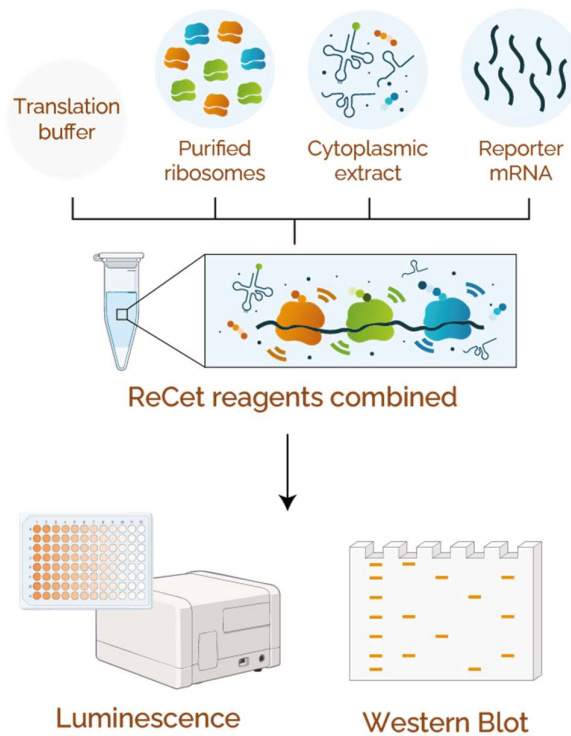 Translation
buffer
Purified
ribosomes
Cytoplasmic
extract
Reporter
mRNA
ReCet reagents combined
Luminescence
Western Blot